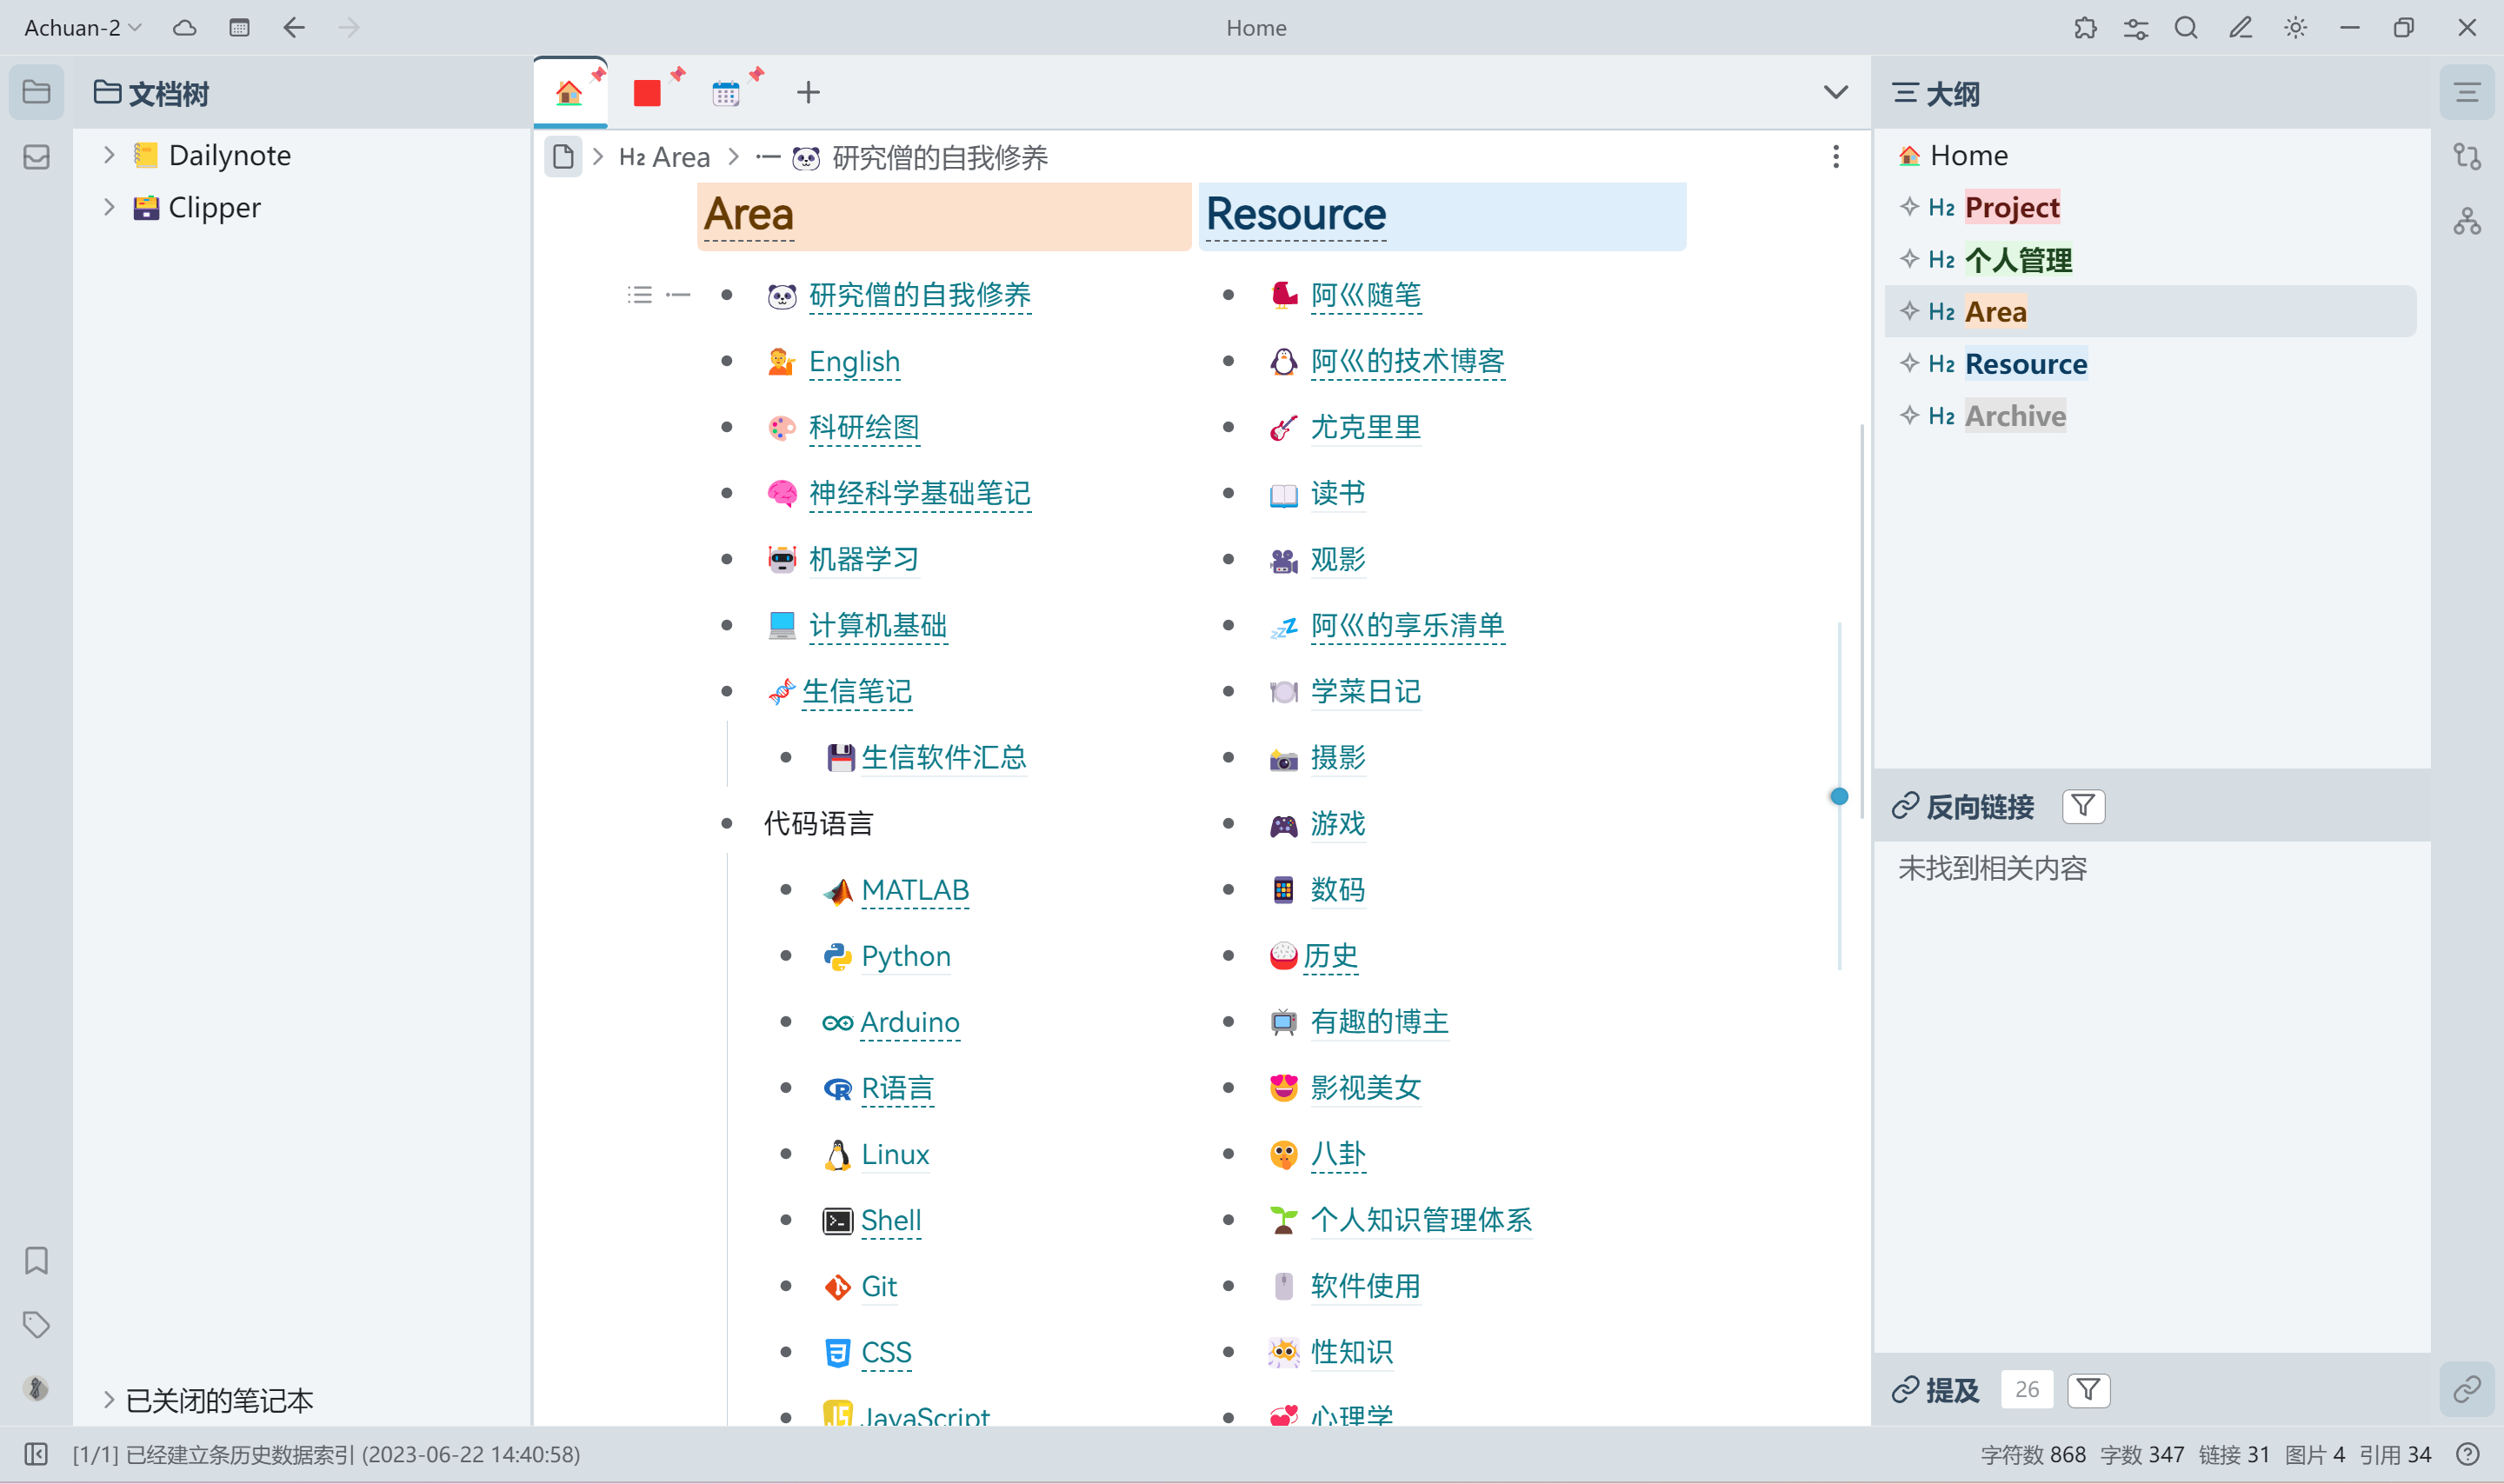 Achuan-2
Home
文档树
Dailynote
Clipper
已关闭的笔记本
H2 Area
研究僧的自我修养
Area
研究僧的自我修养
English
科研绘图
神经科学基础笔记
机器学习
计算机基础
生信笔记
生信软件汇总
代码语言
MATLAB
Python
Arduino
R语言
Linux
Shell
Git
CSS
JavaScript
Resource
阿巛随笔
阿巛的技术博客
尤克里里
读书
观影
阿巛的享乐清单
学菜日记
摄影
游戏
数码
历史
有趣的博主
影视美女
八卦
个人知识管理体系
软件使用
性知识
心理学
大纲
Home
H2 Project
H2 个人管理
H2 Area
H2 Resource
H2 Archive
反向链接
未找到相关内容
提及 26
[1/1] 已经建立条历史数据索引 (2023-06-22 14:40:58)
字符数 868 字数 347 链接 31 图片 4 引用 34